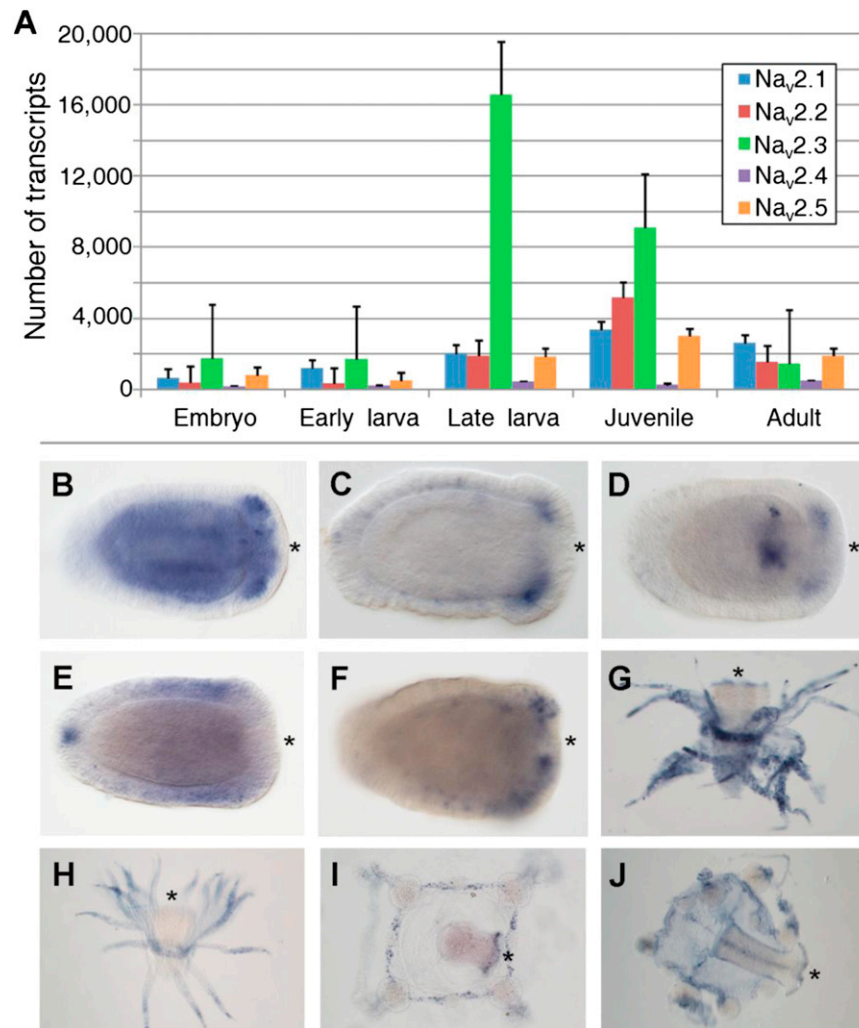 A
20,000
16,000
12,000
8,000
4,000
0
Number of transcripts
Nav2.1
Nav2.2
Nav2.3
Nav2.4
Nav2.5
Embryo Early larva Late larva Juvenile Adult
B * C * D *
E * F * G *
H * I * J *